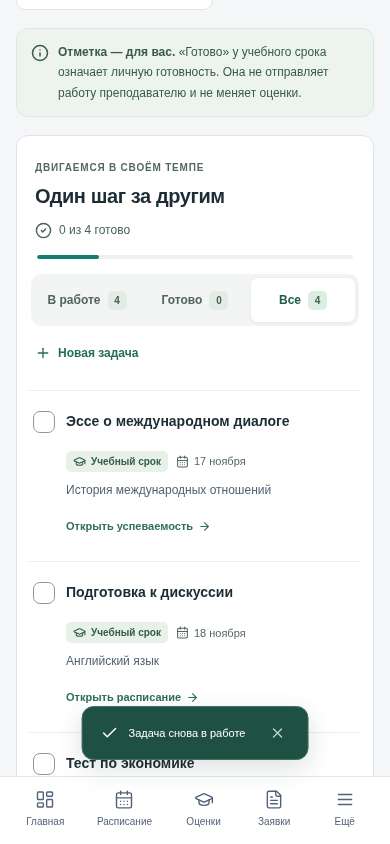 Отметка — для вас. «Готово» у учебного срока
означает личную готовность. Она не отправляет
работу преподавателю и не меняет оценки.
ДВИГАЕМСЯ В СВОЁМ ТЕМПЕ
Один шаг за другим
0 из 4 готово
В работе 4 Готово 0 Все 4
Новая задача
Эссе о международном диалоге
Учебный срок 17 ноября
История международных отношений
Открыть успеваемость
Подготовка к дискуссии
Учебный срок 18 ноября
Английский язык
Открыть расписание
Задача снова в работе
Тест по экономике
Главная Расписание Оценки Заявки Ещё